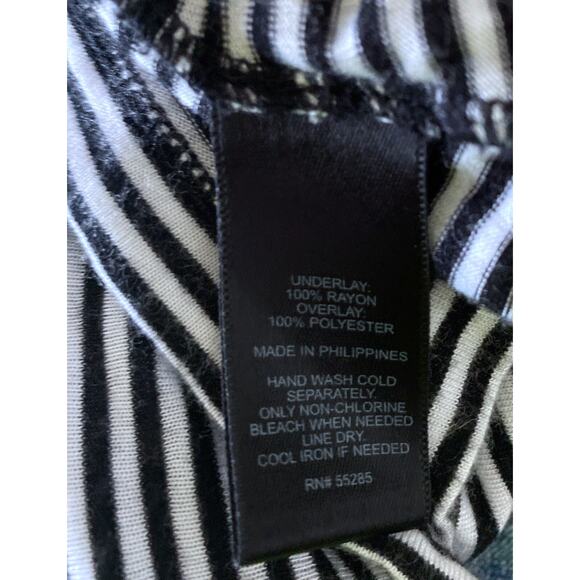 UNDERLAY:
100% RAYON
OVERLAY:
100% POLYESTER
MADE IN PHILIPPINES
HAND WASH COLD
SEPARATELY.
ONLY NON-CHLORINE
BLEACH WHEN NEEDED
LINE DRY.
COOL IRON IF NEEDED
RN# 55285